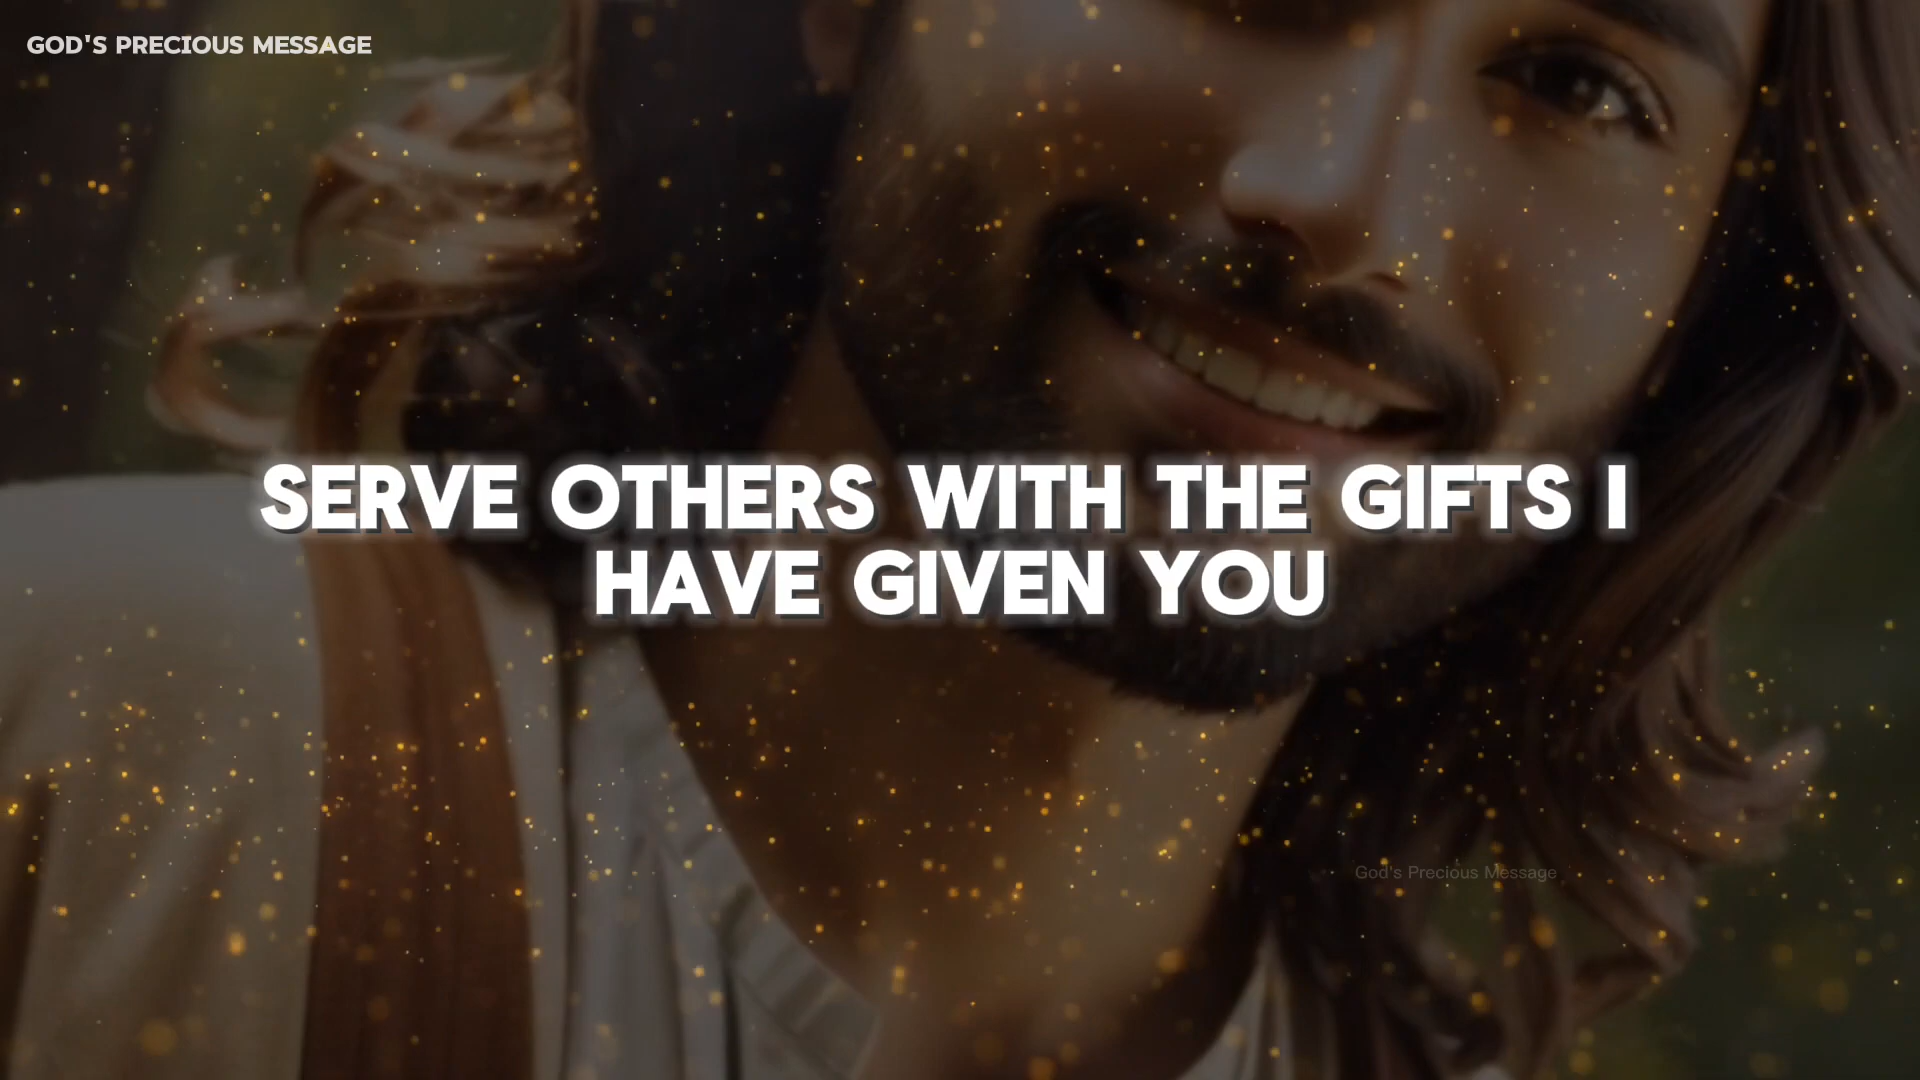 GOD'S PRECIOUS MESSAGE
SERVE OTHERS WITH THE GIFTS I
HAVE GIVEN YOU
God's Precious Message